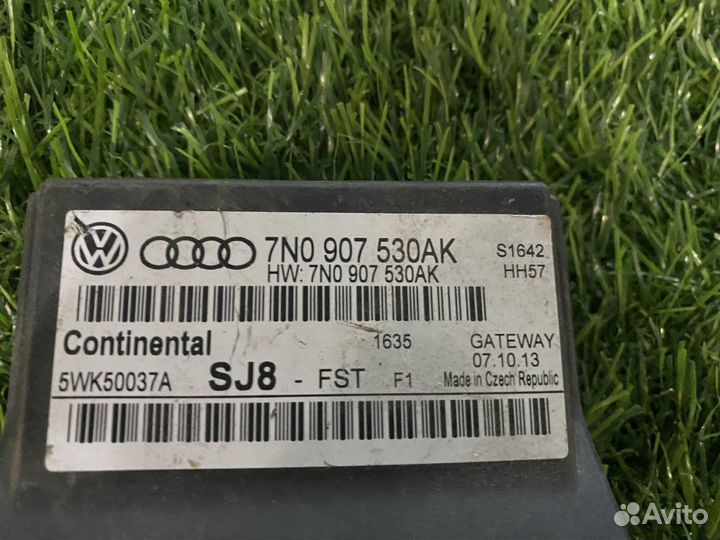 7N0 907 530AK S1642
HW: 7N0 907 530AK HH57
Continental 1635 GATEWAY
07.10.13
5WK50037A SJ8 - FST F1 Made in Czech Republic
Avito